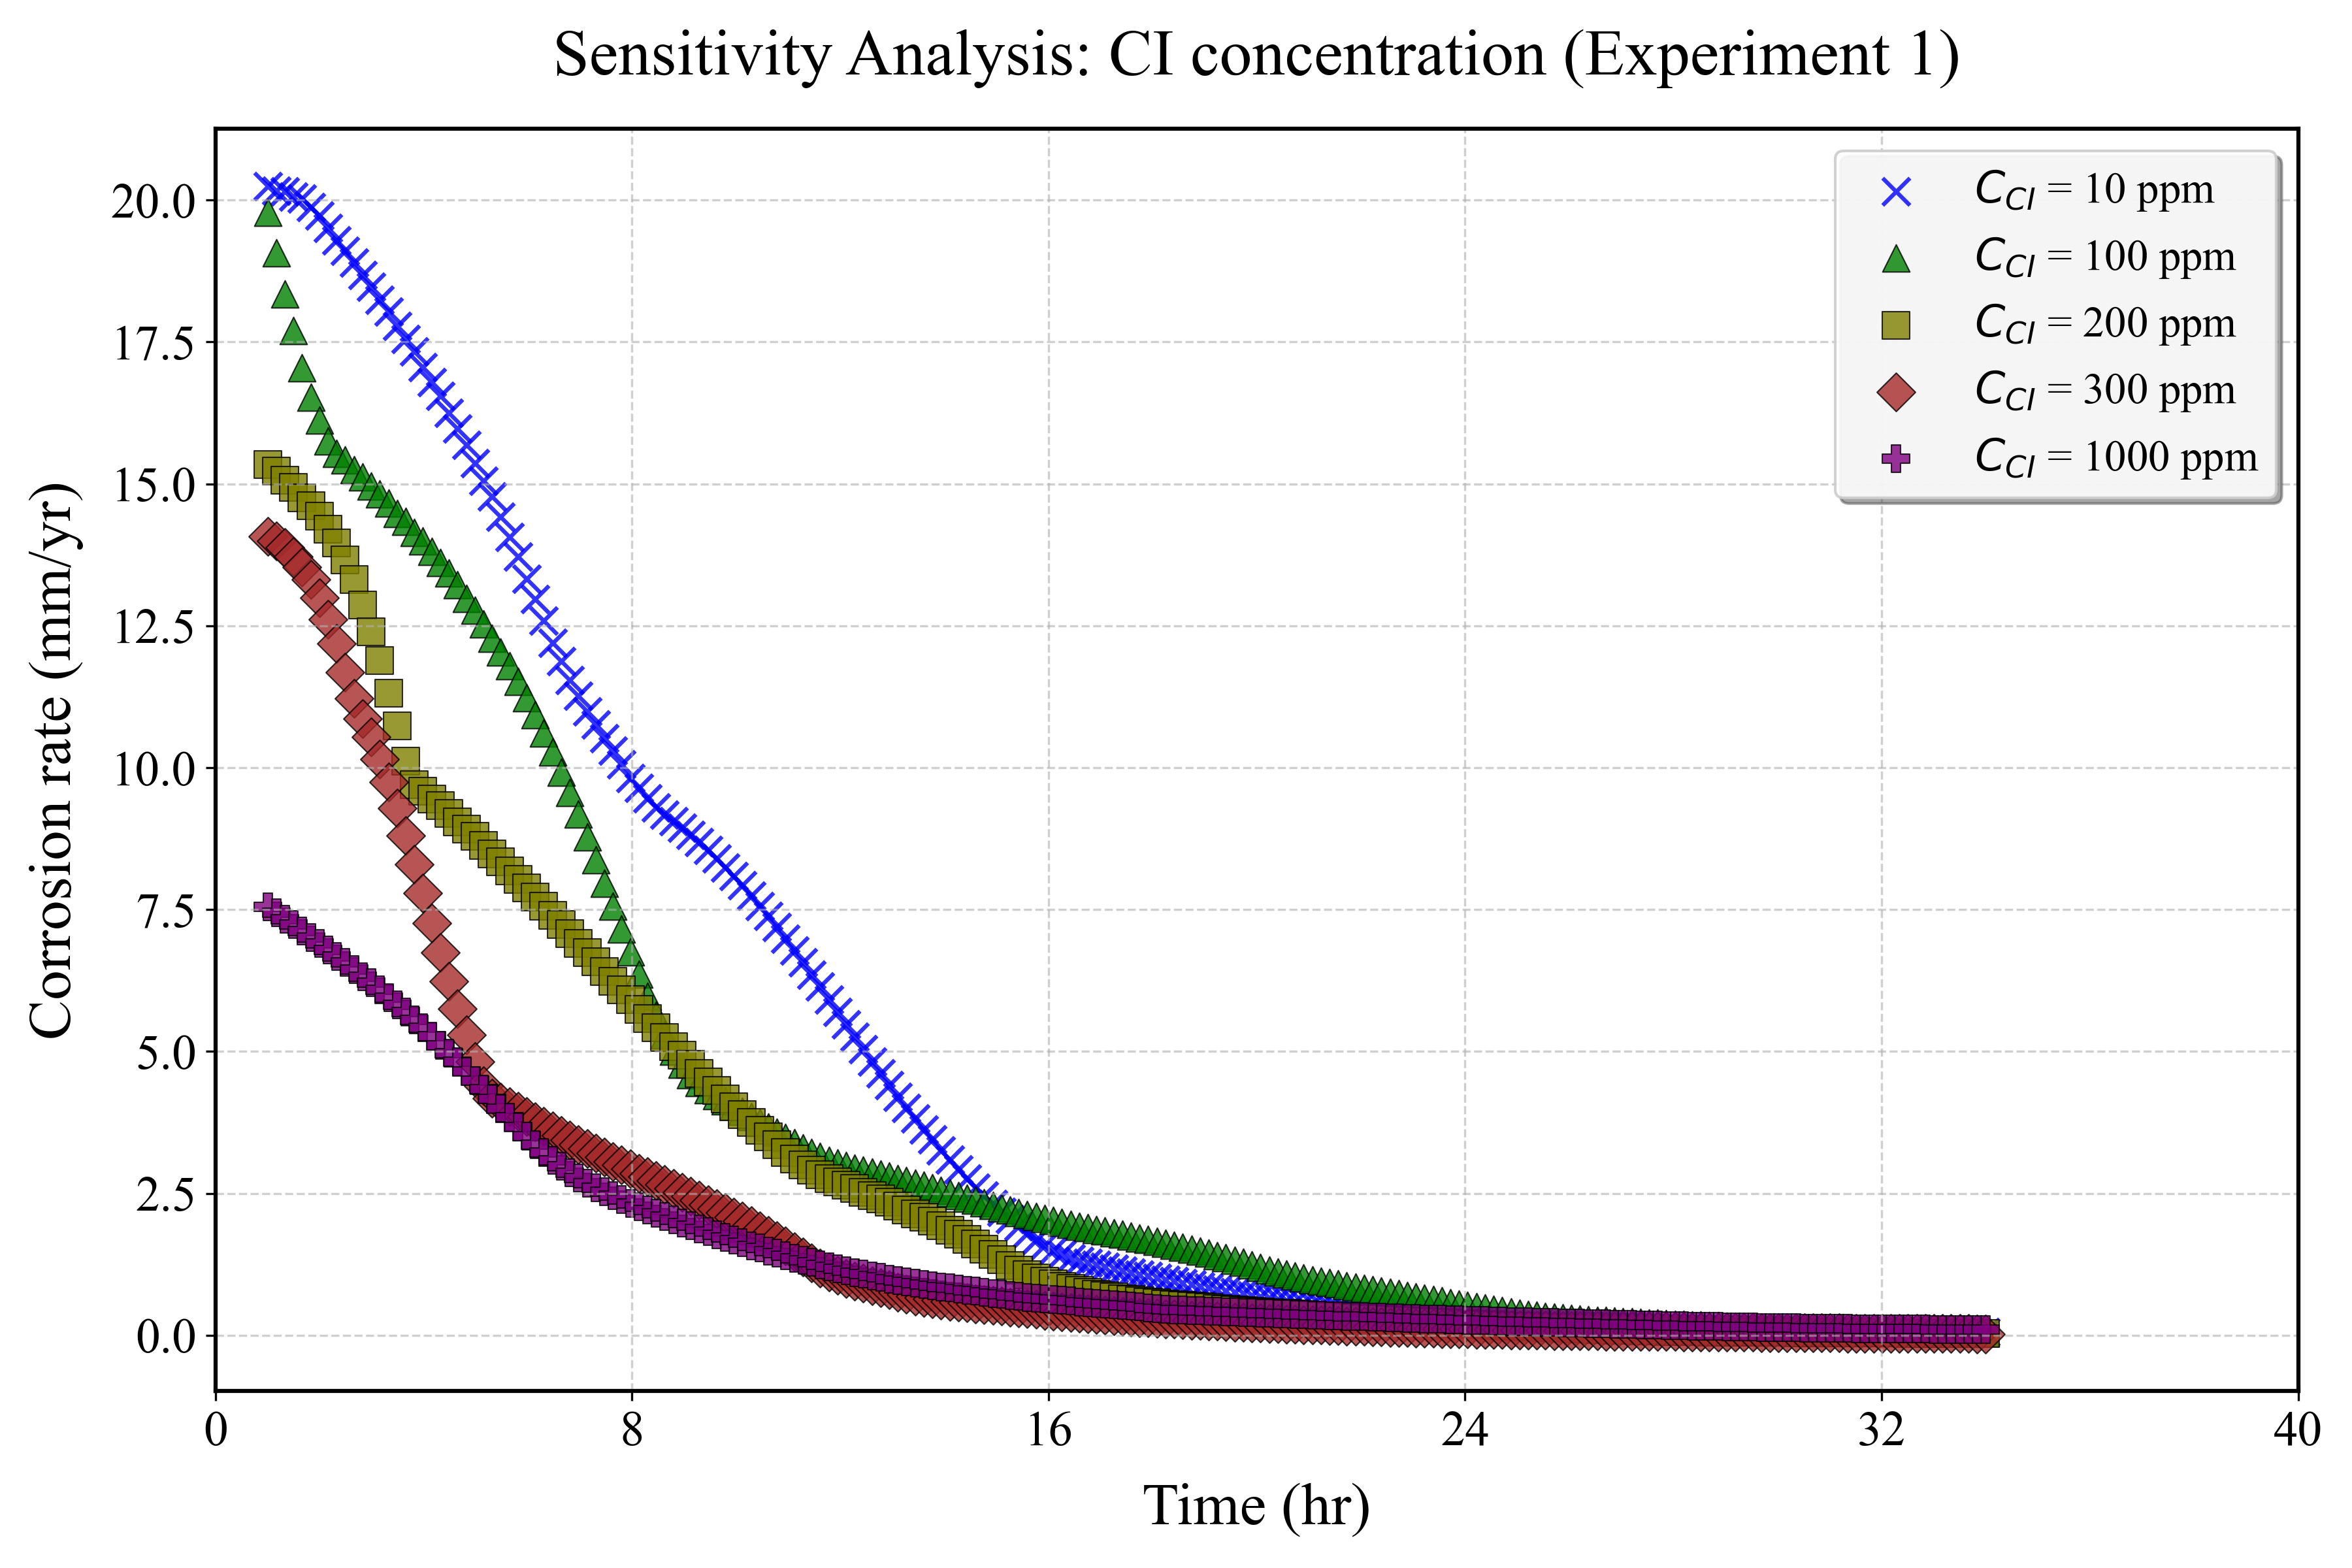 Sensitivity Analysis: CI concentration (Experiment 1)
Corrosion rate (mm/yr)
20.0
17.5
15.0
12.5
10.0
7.5
5.0
2.5
0.0
C_CI = 10 ppm
C_CI = 100 ppm
C_CI = 200 ppm
C_CI = 300 ppm
C_CI = 1000 ppm
0 8 16 24 32 40
Time (hr)